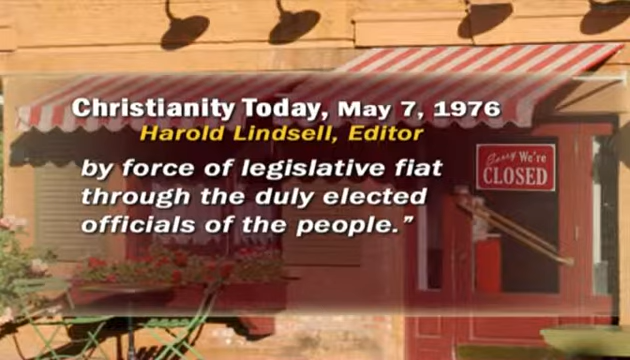 Christianity Today, May 7, 1976
Harold Lindsell, Editor
by force of legislative fiat
through the duly elected
officials of the people.”
Sorry We're
CLOSED